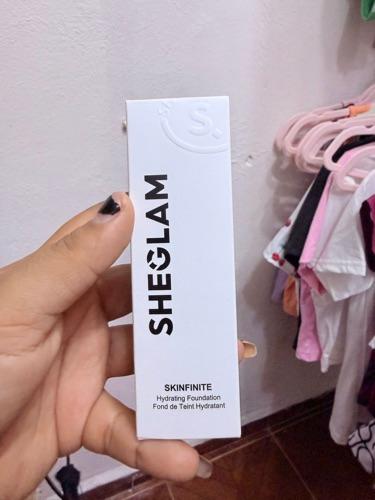 S.
SHEGLAM
SKINFINITE
Hydrating Foundation
Fond de Teint Hydratant